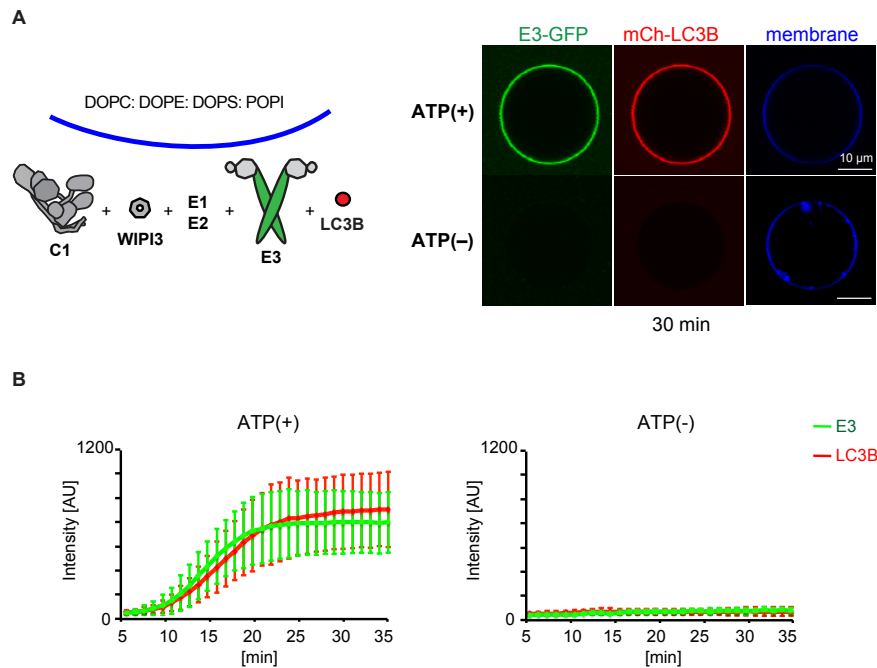 A
E3-GFP mCh-LC3B membrane
DOPC: DOPE: DOPS: POPI
ATP(+)
10 µm
C1 + WIPI3 + E1 E2 + E3 + LC3B
ATP(−)
30 min
B
ATP(+)
1200
Intensity [AU]
0
5 10 15 20 25 30 35
[min]
ATP(-)
1200
Intensity [AU]
0
5 10 15 20 25 30 35
[min]
E3
LC3B